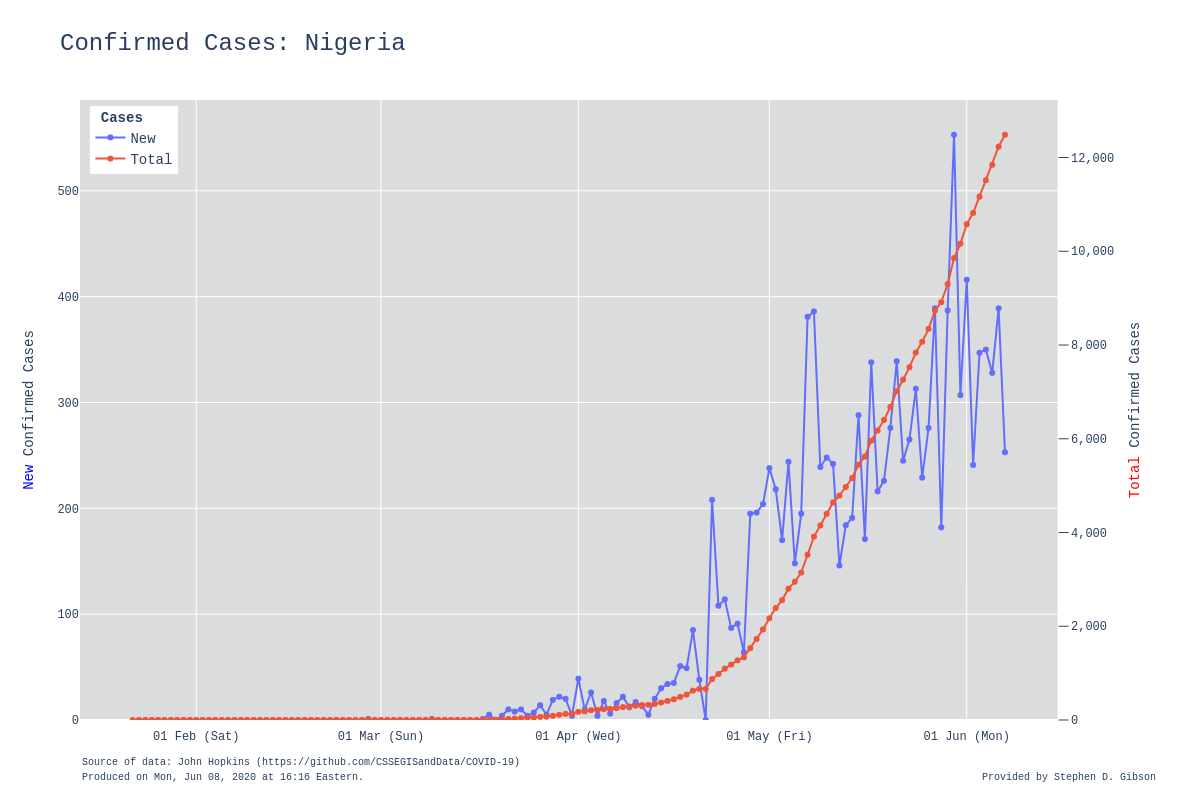 Confirmed Cases: Nigeria
Cases
New
Total
500
400
300
200
100
0
12,000
10,000
8,000
6,000
4,000
2,000
0
New Confirmed Cases
Total Confirmed Cases
01 Feb (Sat)
01 Mar (Sun)
01 Apr (Wed)
01 May (Fri)
01 Jun (Mon)
Source of data: John Hopkins (https://github.com/CSSEGISandData/COVID-19)
Produced on Mon, Jun 08, 2020 at 16:16 Eastern.
Provided by Stephen D. Gibson